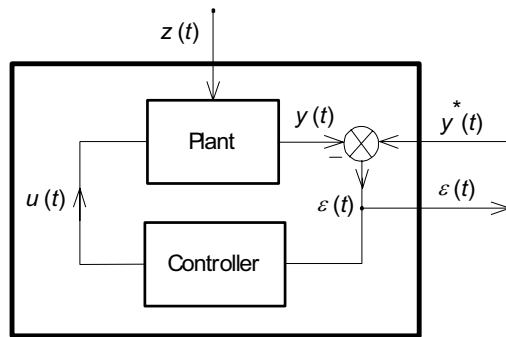 z (t)
Plant
y (t)
y*(t)
–
u (t)
ε (t)
ε (t)
Controller